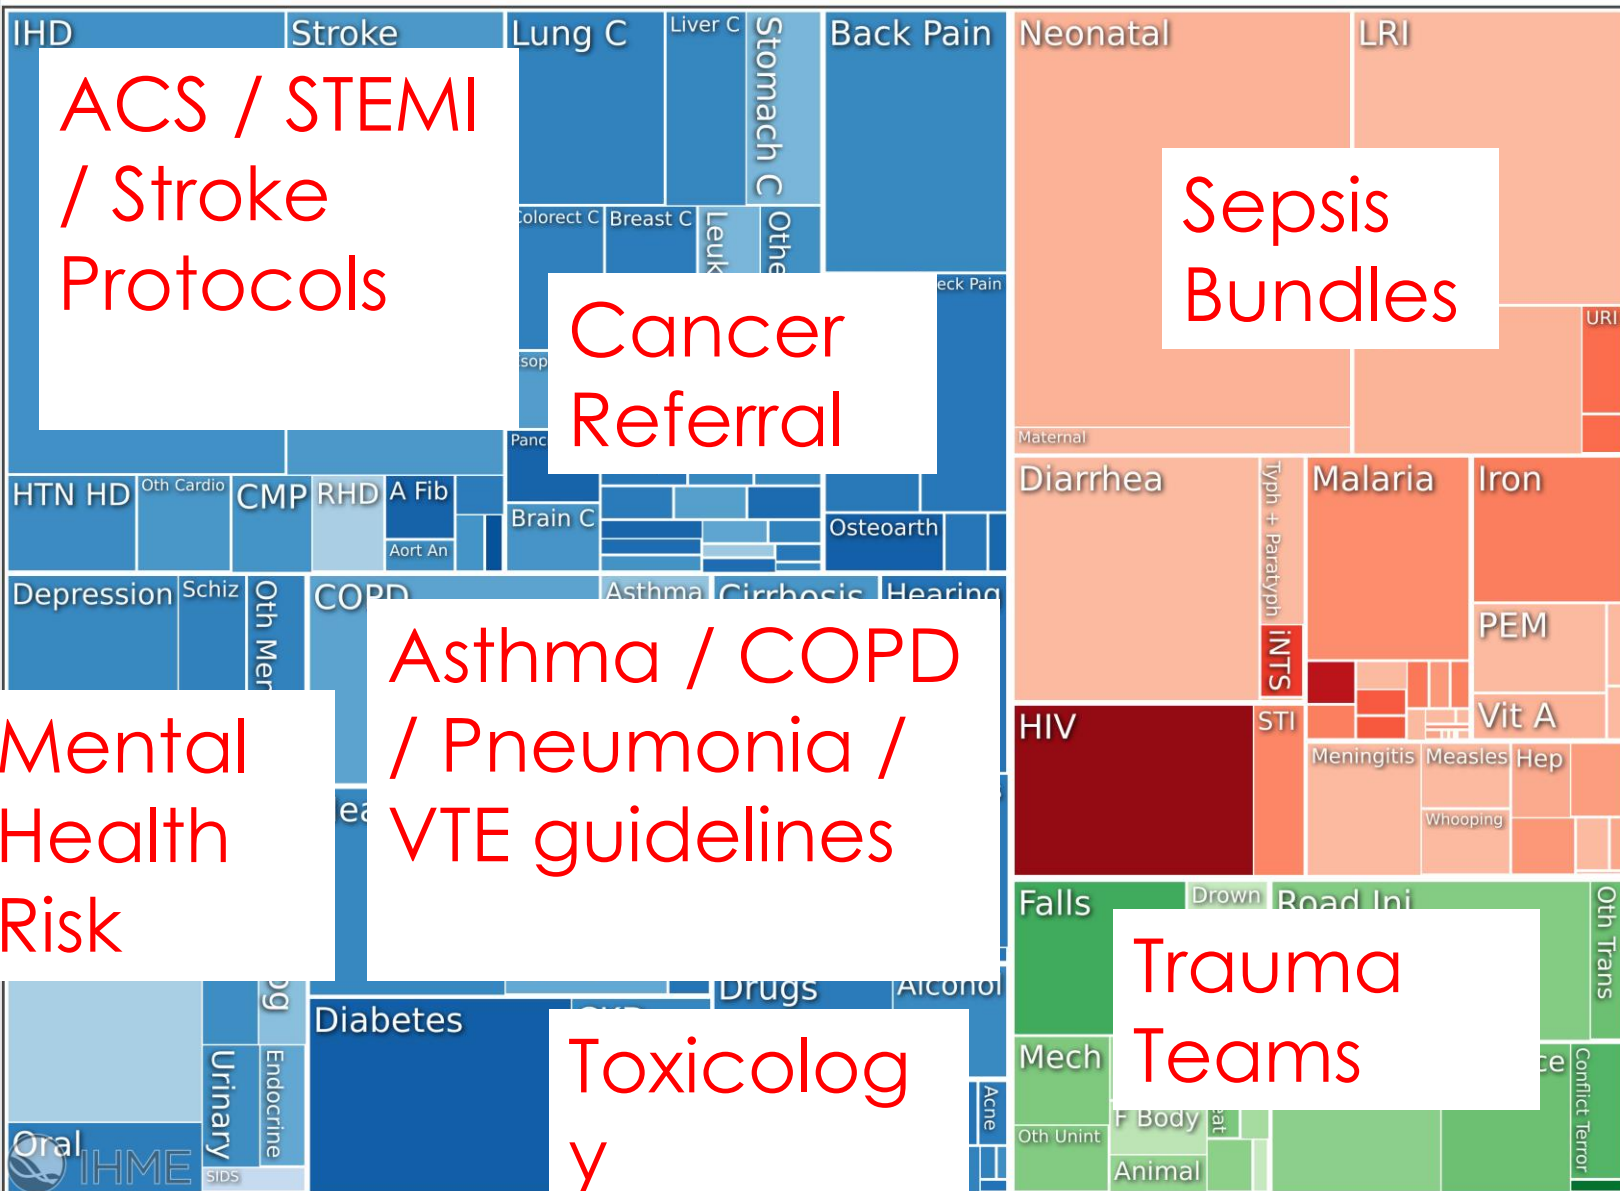 IHD
Stroke
Lung C
Liver C
Stomach C
Back Pain
Neonatal
LRI
ACS / STEMI
/ Stroke
Protocols
Sepsis
Bundles
Colorect C
Breast C
Leuk
Othe
eck Pain
URI
Cancer
Referral
sop
Panc
Maternal
HTN HD
Oth Cardio
CMP
RHD
A Fib
Aort An
Brain C
Osteoarth
Diarrhea
Typh + Paratyph
iNTS
Malaria
Iron
PEM
Vit A
Depression
Schiz
Oth Men
COPD
Asthma
Cirrhosis
Hearing
Asthma / COPD
/ Pneumonia /
VTE guidelines
Mental
Health
Risk
HIV
STI
Meningitis
Measles
Hep
Whooping
Falls
Drown
Road Inj
Oth Trans
Trauma
Teams
Drugs
Alcohol
Diabetes
CKD
Toxicolog
y
Urinary
Endocrine
Acne
Mech
F Body
eat
ce
Conflict Terror
Oth Unint
Animal
Oral
IHME
SIDS